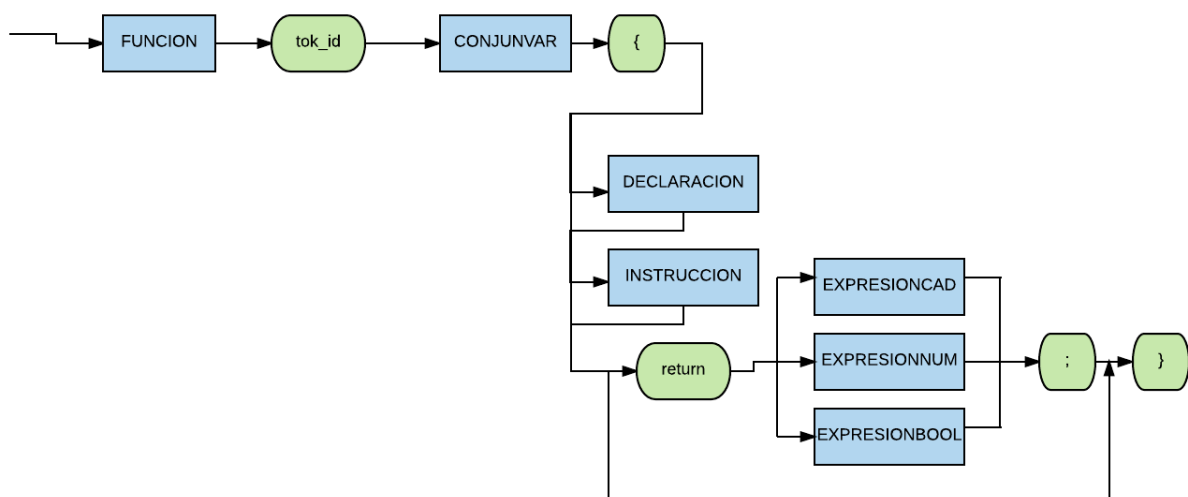 FUNCION
tok_id
CONJUNVAR
{
DECLARACION
INSTRUCCION
return
EXPRESIONCAD
EXPRESIONNUM
EXPRESIONBOOL
;
}